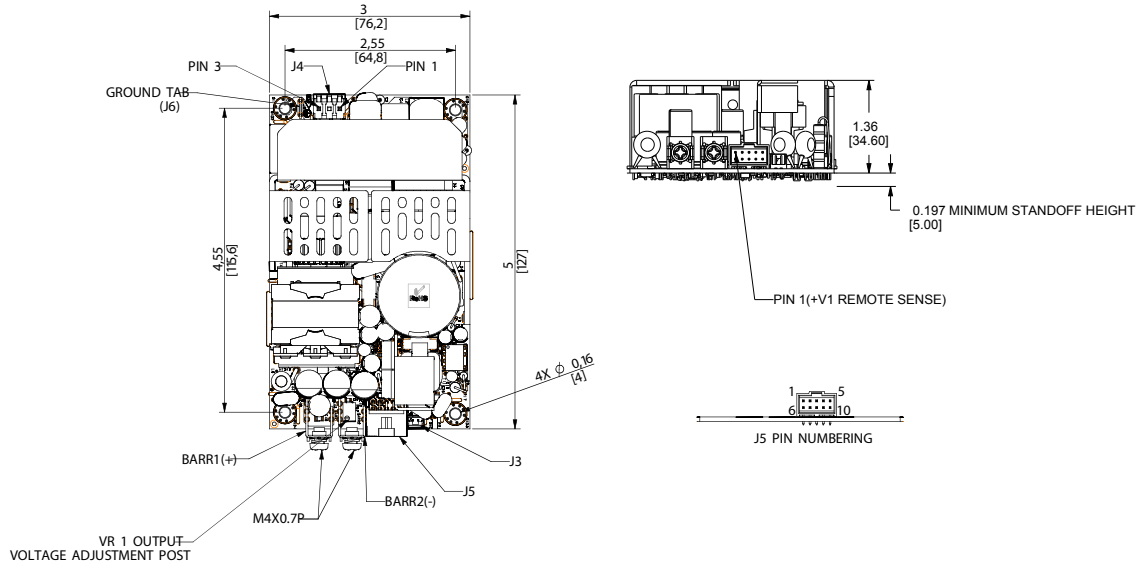 3
[76,2]
2,55
[64,8]
PIN 3
J4
PIN 1
GROUND TAB
(J6)
4,55
[115,6]
5
[127]
RoHS
4X Ø 0,16
[4]
BARR1(+)
J3
J5
BARR2(-)
M4X0.7P
VR 1 OUTPUT
VOLTAGE ADJUSTMENT POST
1.36
[34.60]
0.197 MINIMUM STANDOFF HEIGHT
[5.00]
PIN 1(+V1 REMOTE SENSE)
1 5
6 10
J5 PIN NUMBERING